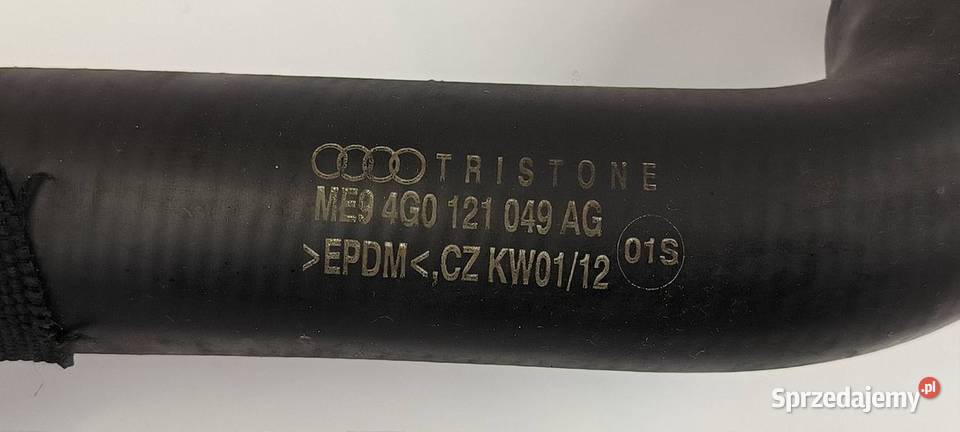 TRISTONE
ME9 4G0 121 049 AG
>EPDM<,CZ KW01/12
01S
Sprzedajemy.pl